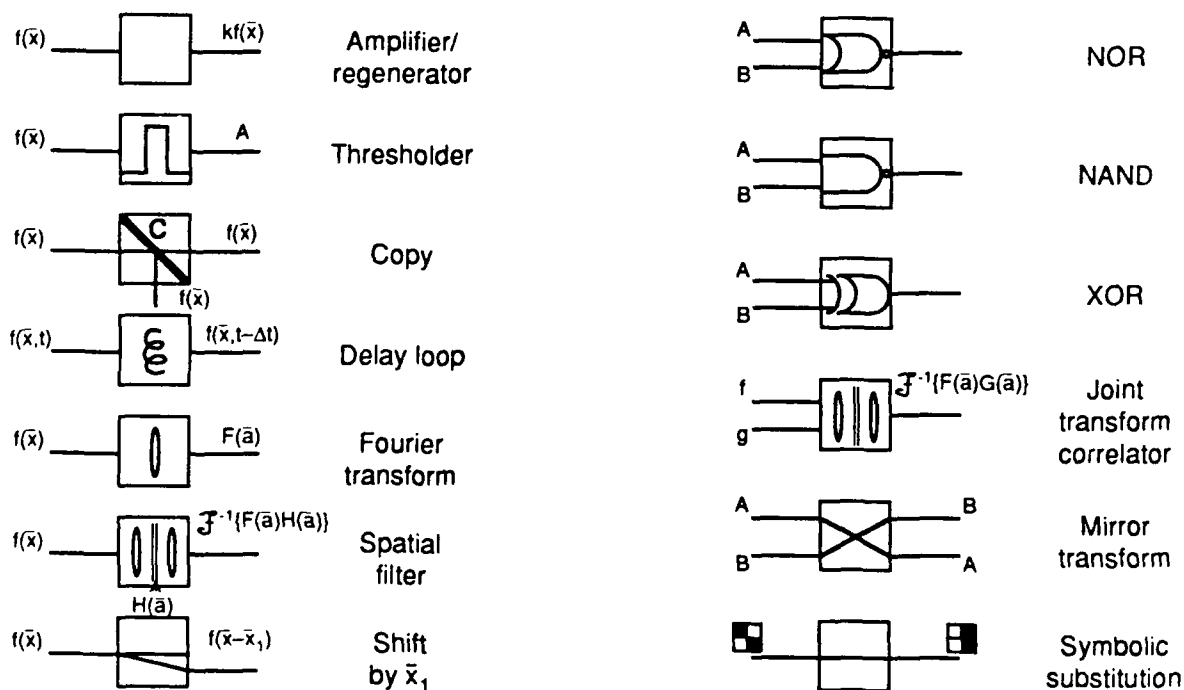 f(x̄)
kf(x̄)
Amplifier/
regenerator
f(x̄)
A
Thresholder
f(x̄)
C
f(x̄)
Copy
f(x̄)
f(x̄,t)
f(x̄,t–Δt)
Delay loop
f(x̄)
F(ā)
Fourier
transform
f(x̄)
ℱ⁻¹{F(ā)H(ā)}
Spatial
filter
H(ā)
f(x̄)
f(x̄–x̄₁)
Shift
by x̄₁
A
B
NOR
A
B
NAND
A
B
XOR
f
g
ℱ⁻¹{F(ā)G(ā)}
Joint
transform
correlator
A
B
B
A
Mirror
transform
Symbolic
substitution